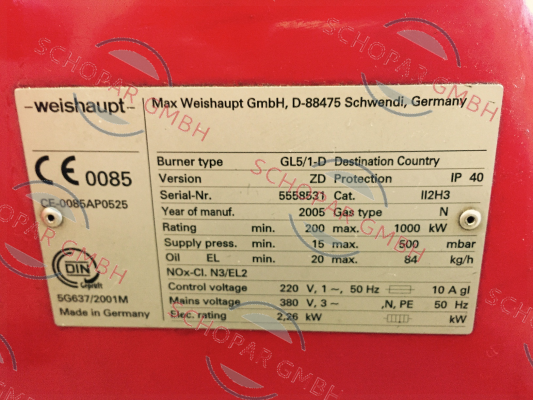 -weishaupt-
Max Weishaupt GmbH, D-88475 Schwendi, Germany
CE 0085
CE-0085AP0525
DIN
geprüft
5G637/2001M
Made in Germany
Burner type GL5/1-D Destination Country
Version ZD Protection IP 40
Serial-Nr. 5558531 Cat. II2H3
Year of manuf. 2005 Gas type N
Rating min. 200 max. 1000 kW
Supply press. min. 15 max. 500 mbar
Oil EL min. 20 max. 84 kg/h
NOx-Cl. N3/EL2
Control voltage 220 V, 1~, 50 Hz 10 A gl
Mains voltage 380 V, 3~ ,N, PE 50 Hz
Elec. rating 2,26 kW kW
SCHOPAR GMBH
SCHOPAR GMBH
SCHOPAR GMBH
SCHOPAR GMBH
SCHOPAR GMBH